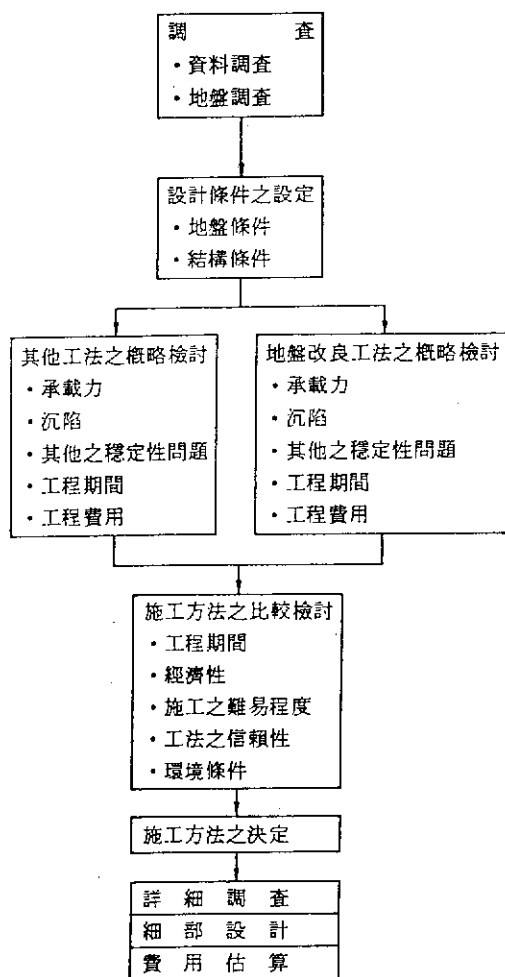 調查
・資料調查
・地盤調查
設計條件之設定
・地盤條件
・結構條件
其他工法之概略檢討
・承載力
・沉陷
・其他之穩定性問題
・工程期間
・工程費用
地盤改良工法之概略檢討
・承載力
・沉陷
・其他之穩定性問題
・工程期間
・工程費用
施工方法之比較檢討
・工程期間
・經濟性
・施工之難易程度
・工法之信賴性
・環境條件
施工方法之決定
詳細調查
細部設計
費用估算